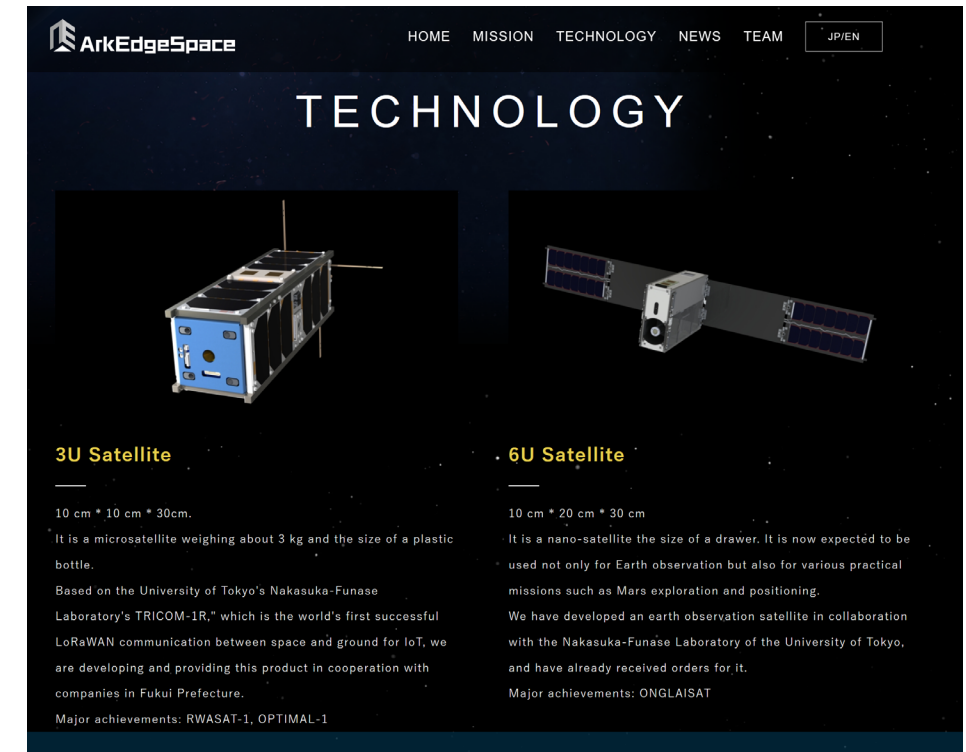 ArkEdgeSpace
HOME MISSION TECHNOLOGY NEWS TEAM JP/EN
TECHNOLOGY
3U Satellite
10 cm * 10 cm * 30cm.
It is a microsatellite weighing about 3 kg and the size of a plastic
bottle.
Based on the University of Tokyo's Nakasuka-Funase
Laboratory's TRICOM-1R," which is the world's first successful
LoRaWAN communication between space and ground for IoT, we
are developing and providing this product in cooperation with
companies in Fukui Prefecture.
Major achievements: RWASAT-1, OPTIMAL-1
6U Satellite
10 cm * 20 cm * 30 cm
It is a nano-satellite the size of a drawer. It is now expected to be
used not only for Earth observation but also for various practical
missions such as Mars exploration and positioning.
We have developed an earth observation satellite in collaboration
with the Nakasuka-Funase Laboratory of the University of Tokyo,
and have already received orders for it.
Major achievements: ONGLAISAT